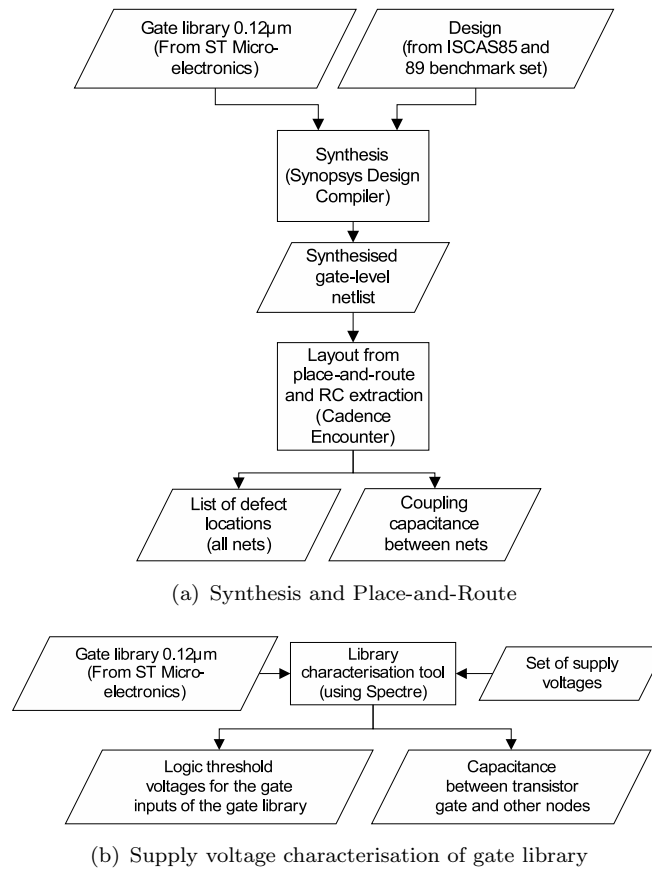 Gate library 0.12µm
(From ST Micro-
electronics)
Design
(from ISCAS85 and
89 benchmark set)
Synthesis
(Synopsys Design
Compiler)
Synthesised
gate-level
netlist
Layout from
place-and-route
and RC extraction
(Cadence
Encounter)
List of defect
locations
(all nets)
Coupling
capacitance
between nets
(a) Synthesis and Place-and-Route
Gate library 0.12µm
(From ST Micro-
electronics)
Library
characterisation tool
(using Spectre)
Set of supply
voltages
Logic threshold
voltages for the gate
inputs of the gate library
Capacitance
between transistor
gate and other nodes
(b) Supply voltage characterisation of gate library